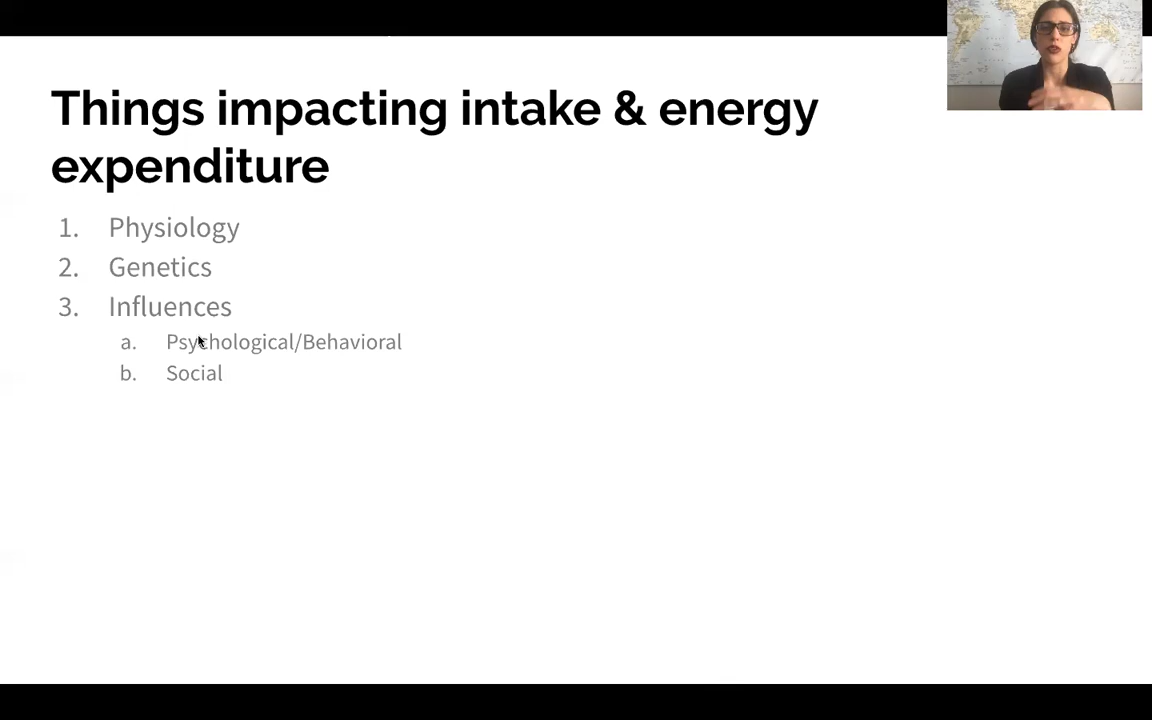 Things impacting intake & energy
expenditure
1. Physiology
2. Genetics
3. Influences
a. Psychological/Behavioral
b. Social